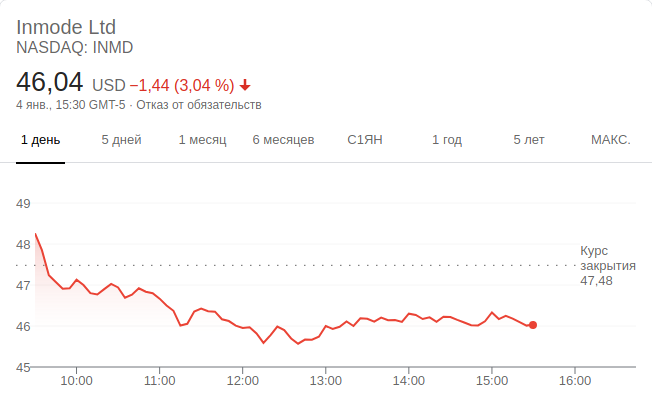 Inmode Ltd
NASDAQ: INMD
46,04 USD −1,44 (3,04 %)
4 янв., 15:30 GMT-5 · Отказ от обязательств
1 день 5 дней 1 месяц 6 месяцев С1ЯН 1 год 5 лет МАКС.
49
48
47
46
45
Курс
закрытия
47,48
10:00 11:00 12:00 13:00 14:00 15:00 16:00